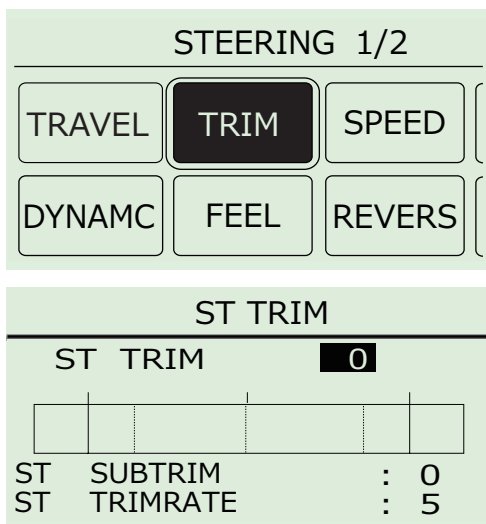 STEERING 1/2
TRAVEL TRIM SPEED
DYNAMC FEEL REVERS
ST TRIM
ST TRIM 0
ST SUBTRIM : 0
ST TRIMRATE : 5